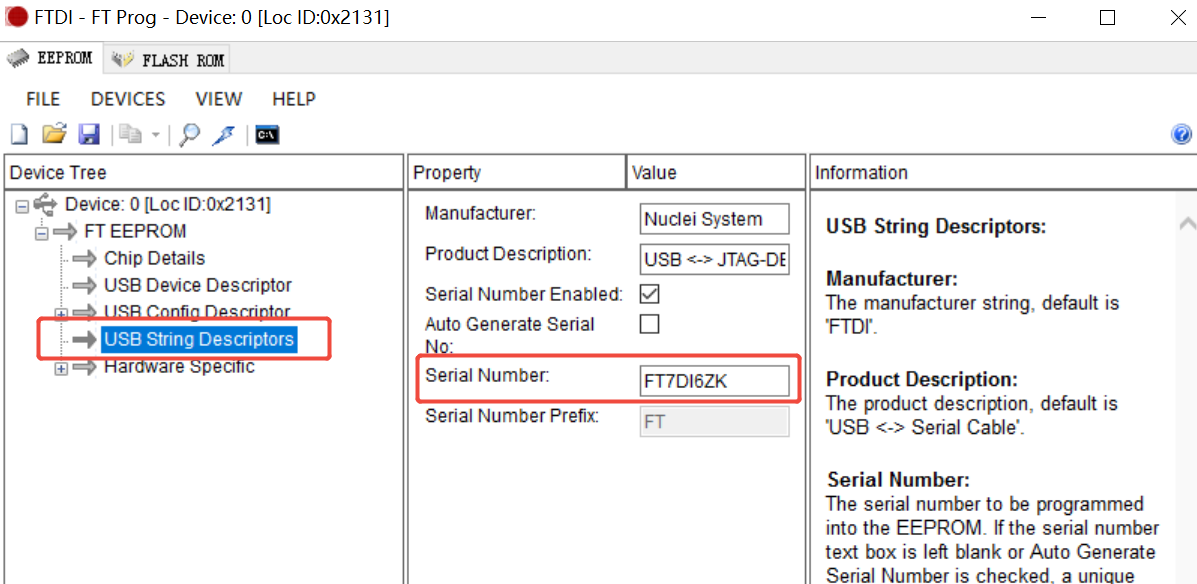 FTDI - FT Prog - Device: 0 [Loc ID:0x2131]
EEPROM
FLASH ROM
FILE DEVICES VIEW HELP
C:\
Device Tree
Device: 0 [Loc ID:0x2131]
FT EEPROM
Chip Details
USB Device Descriptor
USB Config Descriptor
USB String Descriptors
Hardware Specific
Property
Value
Manufacturer:
Nuclei System
Product Description:
USB <-> JTAG-DE
Serial Number Enabled:
Auto Generate Serial
No:
Serial Number:
FT7DI6ZK
Serial Number Prefix:
FT
Information
USB String Descriptors:
Manufacturer:
The manufacturer string, default is
'FTDI'.
Product Description:
The product description, default is
'USB <-> Serial Cable'.
Serial Number:
The serial number to be programmed
into the EEPROM. If the serial number
text box is left blank or Auto Generate
Serial Number is checked, a unique